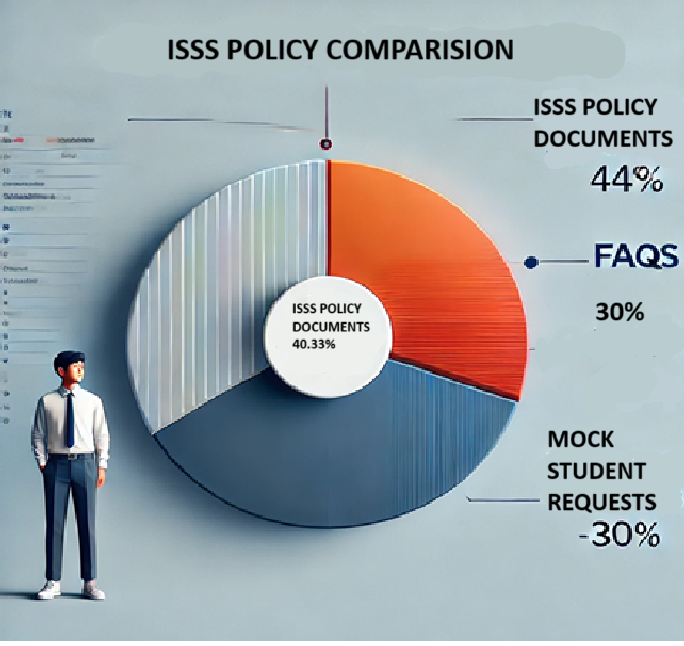 ISSS POLICY COMPARISION
ISSS POLICY
DOCUMENTS
44%
FAQS
30%
ISSS POLICY
DOCUMENTS
40.33%
MOCK
STUDENT
REQUESTS
-30%